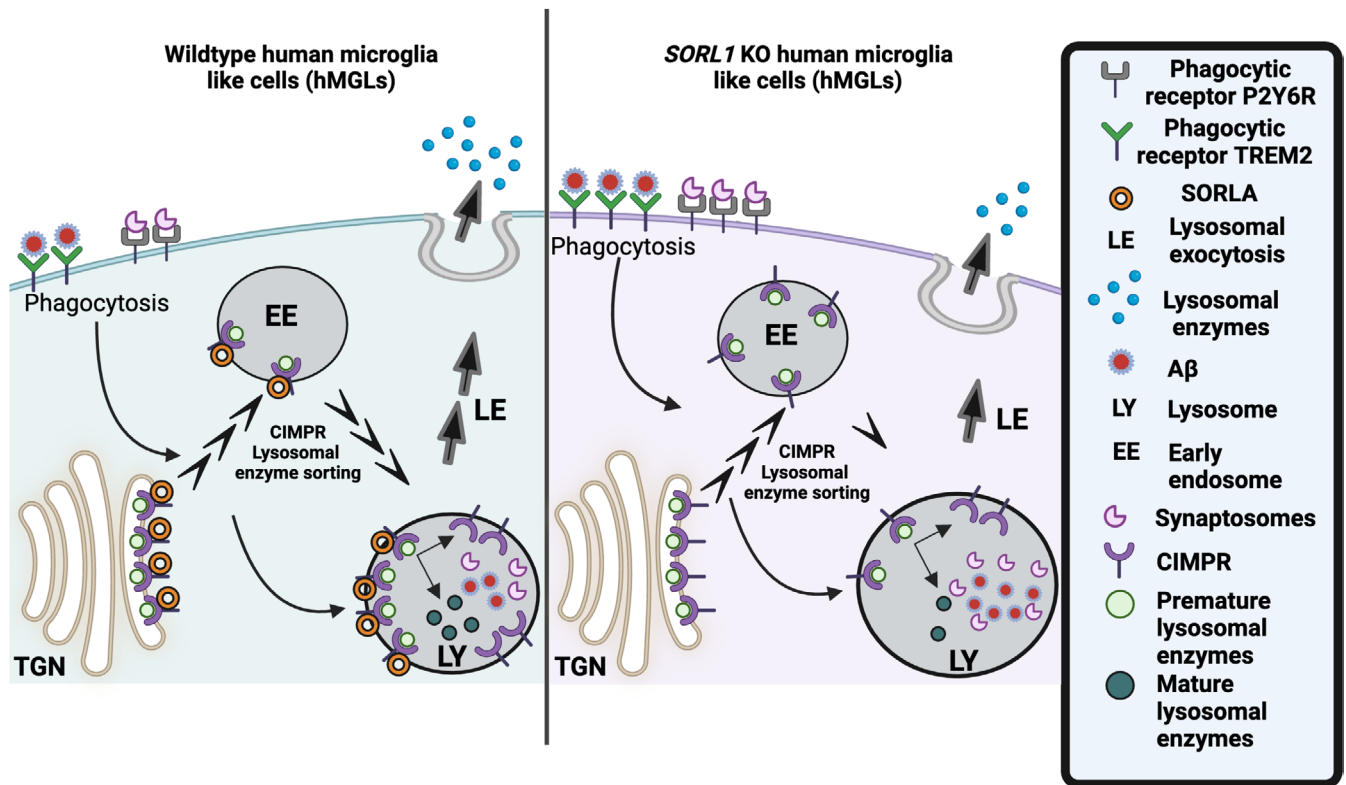 Wildtype human microglia
like cells (hMGLs)
Phagocytosis
EE
LE
CIMPR
Lysosomal
enzyme sorting
TGN
LY
SORL1 KO human microglia
like cells (hMGLs)
Phagocytosis
EE
LE
CIMPR
Lysosomal
enzyme sorting
TGN
LY
Phagocytic
receptor P2Y6R
Phagocytic
receptor TREM2
SORLA
LE Lysosomal
exocytosis
Lysosomal
enzymes
Aβ
LY Lysosome
EE Early
endosome
Synaptosomes
CIMPR
Premature
lysosomal
enzymes
Mature
lysosomal
enzymes